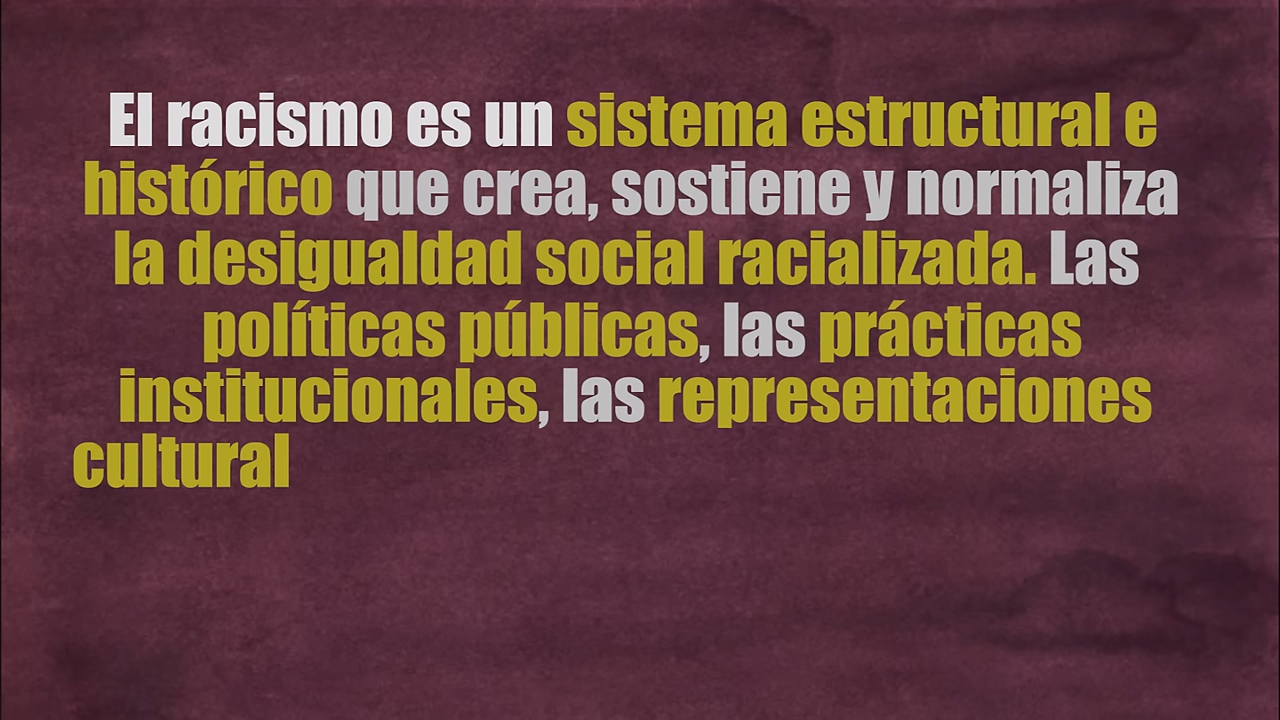 El racismo es un sistema estructural e
histórico que crea, sostiene y normaliza
la desigualdad social racializada. Las
políticas públicas, las prácticas
institucionales, las representaciones
cultural